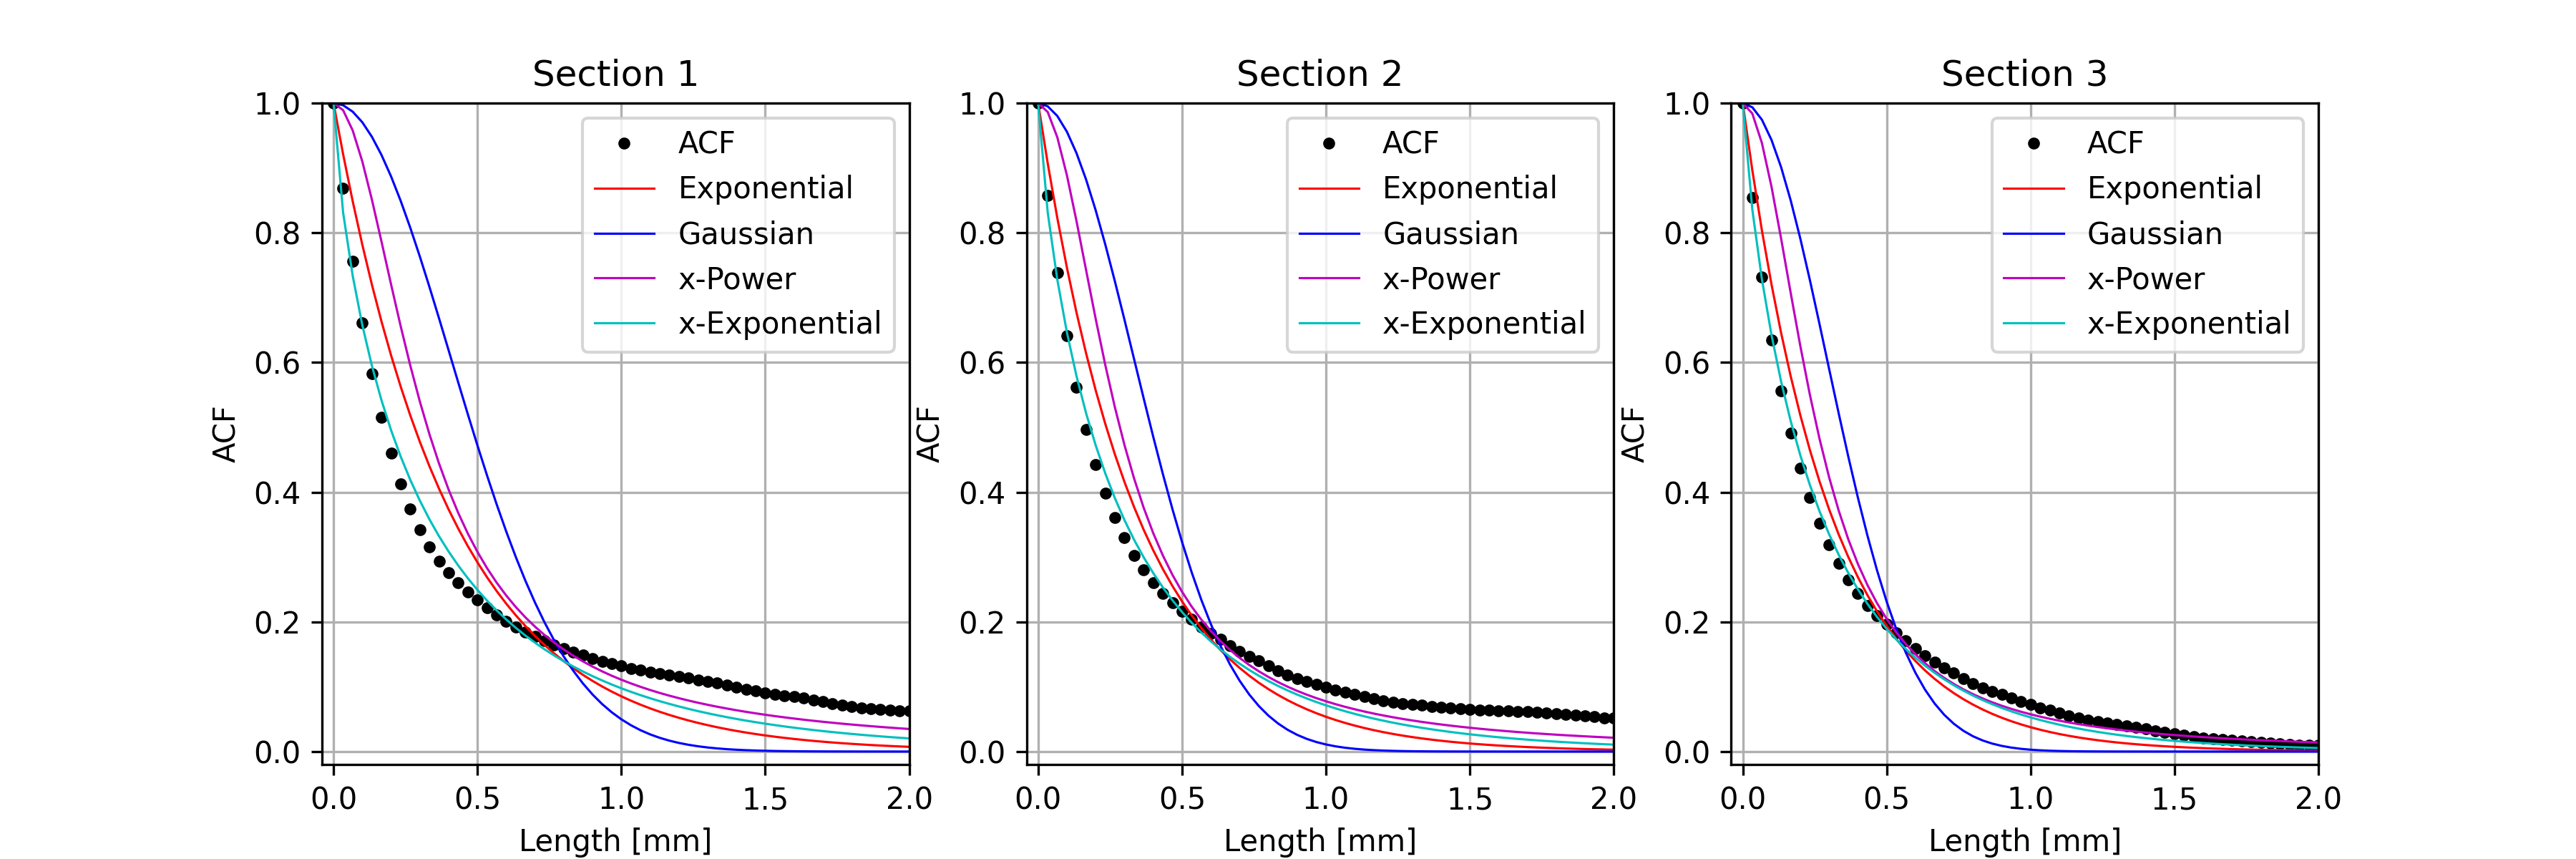 Section 1
1.0
0.8
0.6
0.4
0.2
0.0
ACF
0.0 0.5 1.0 1.5 2.0
Length [mm]
ACF
Exponential
Gaussian
x-Power
x-Exponential
Section 2
1.0
0.8
0.6
0.4
0.2
0.0
ACF
0.0 0.5 1.0 1.5 2.0
Length [mm]
ACF
Exponential
Gaussian
x-Power
x-Exponential
Section 3
1.0
0.8
0.6
0.4
0.2
0.0
ACF
0.0 0.5 1.0 1.5 2.0
Length [mm]
ACF
Exponential
Gaussian
x-Power
x-Exponential